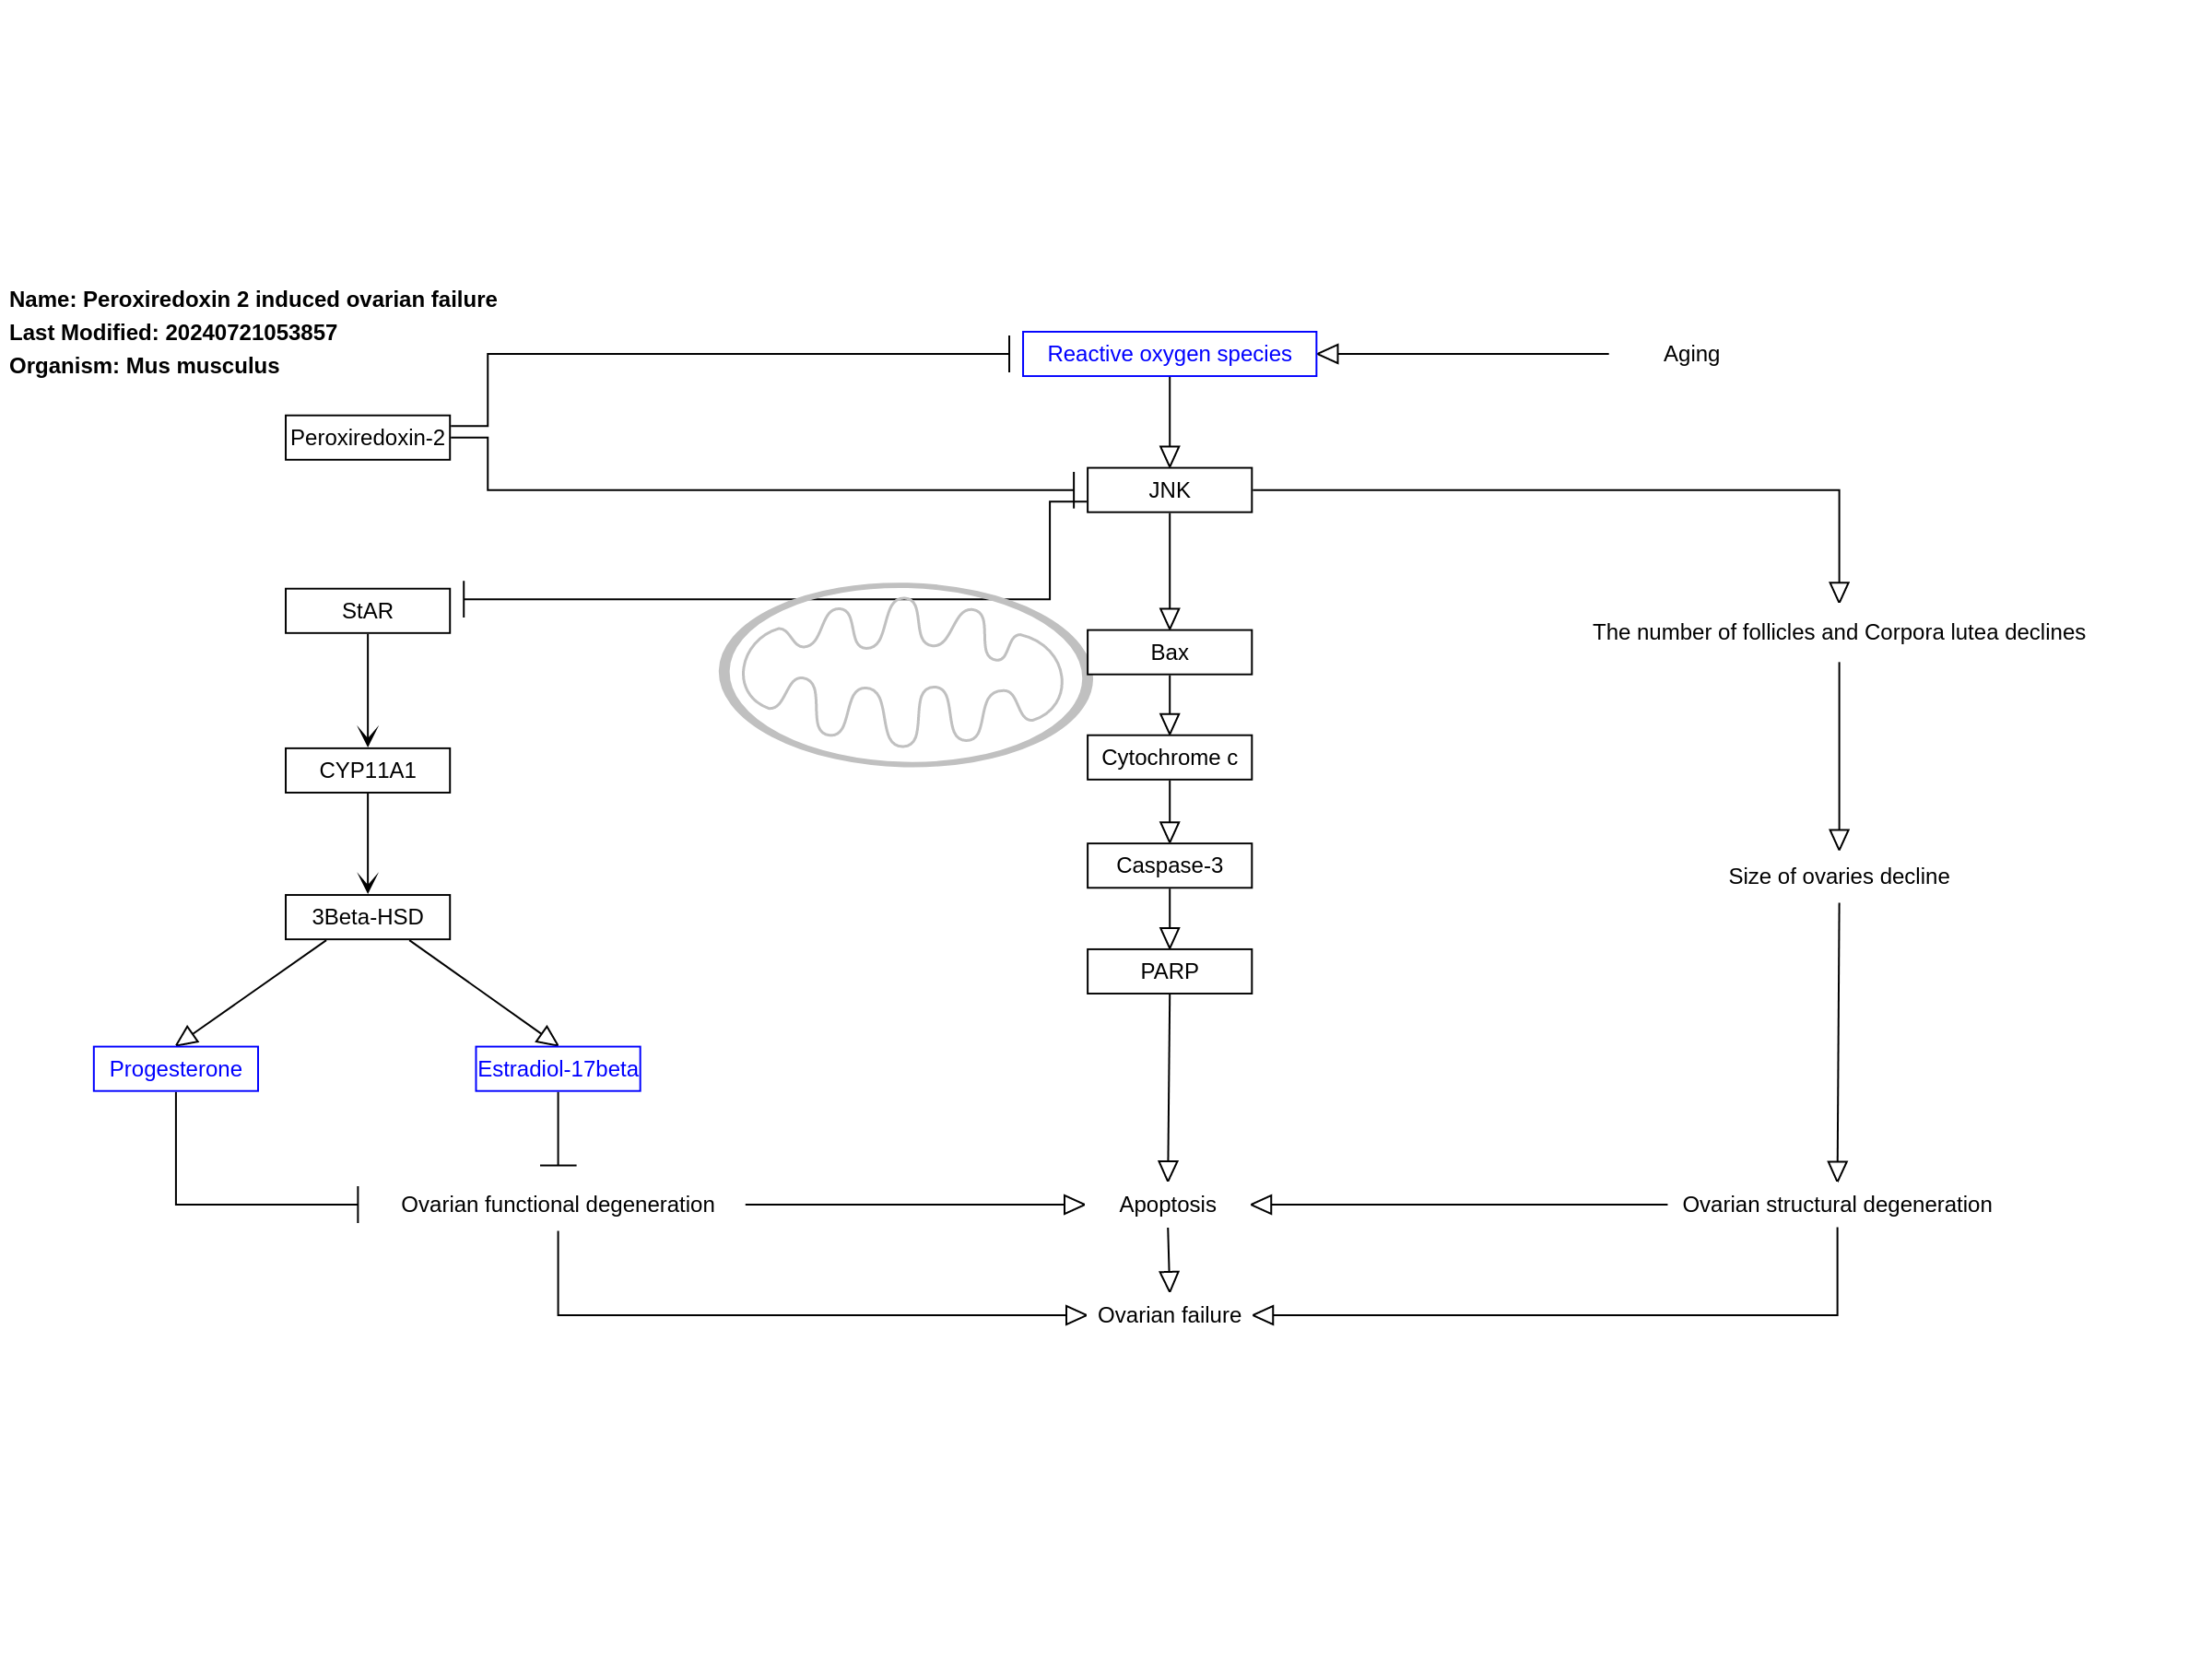 Name: Peroxiredoxin 2 induced ovarian failure
Last Modified: 20240721053857
Organism: Mus musculus
Reactive oxygen species
Aging
Peroxiredoxin-2
JNK
StAR
The number of follicles and Corpora lutea declines
Bax
Cytochrome c
CYP11A1
Caspase-3
Size of ovaries decline
3Beta-HSD
PARP
Progesterone
Estradiol-17beta
Ovarian functional degeneration
Apoptosis
Ovarian structural degeneration
Ovarian failure